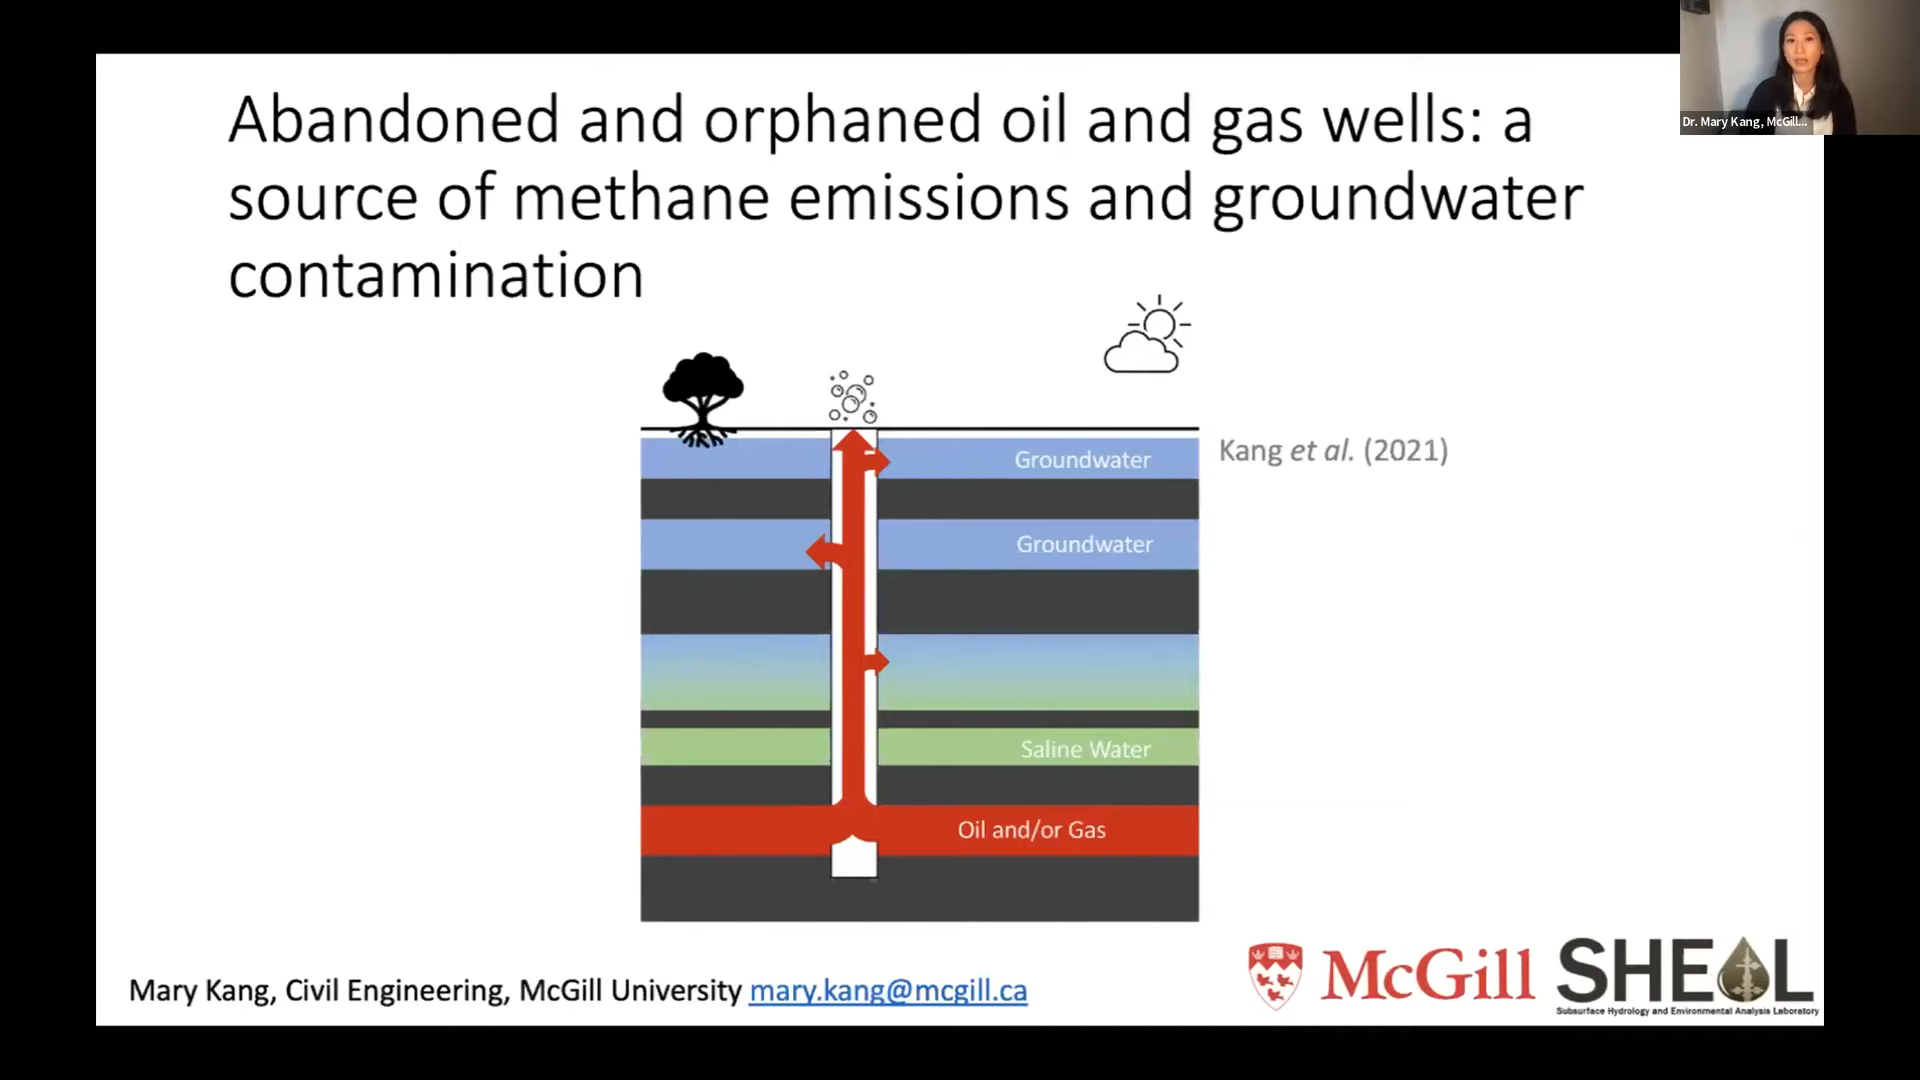 Dr. Mary Kang, McGill...
Abandoned and orphaned oil and gas wells: a
source of methane emissions and groundwater
contamination
Groundwater
Kang et al. (2021)
Groundwater
Saline Water
Oil and/or Gas
Mary Kang, Civil Engineering, McGill University mary.kang@mcgill.ca
McGill
SHEAL
Subsurface Hydrology and Environmental Analysis Laboratory